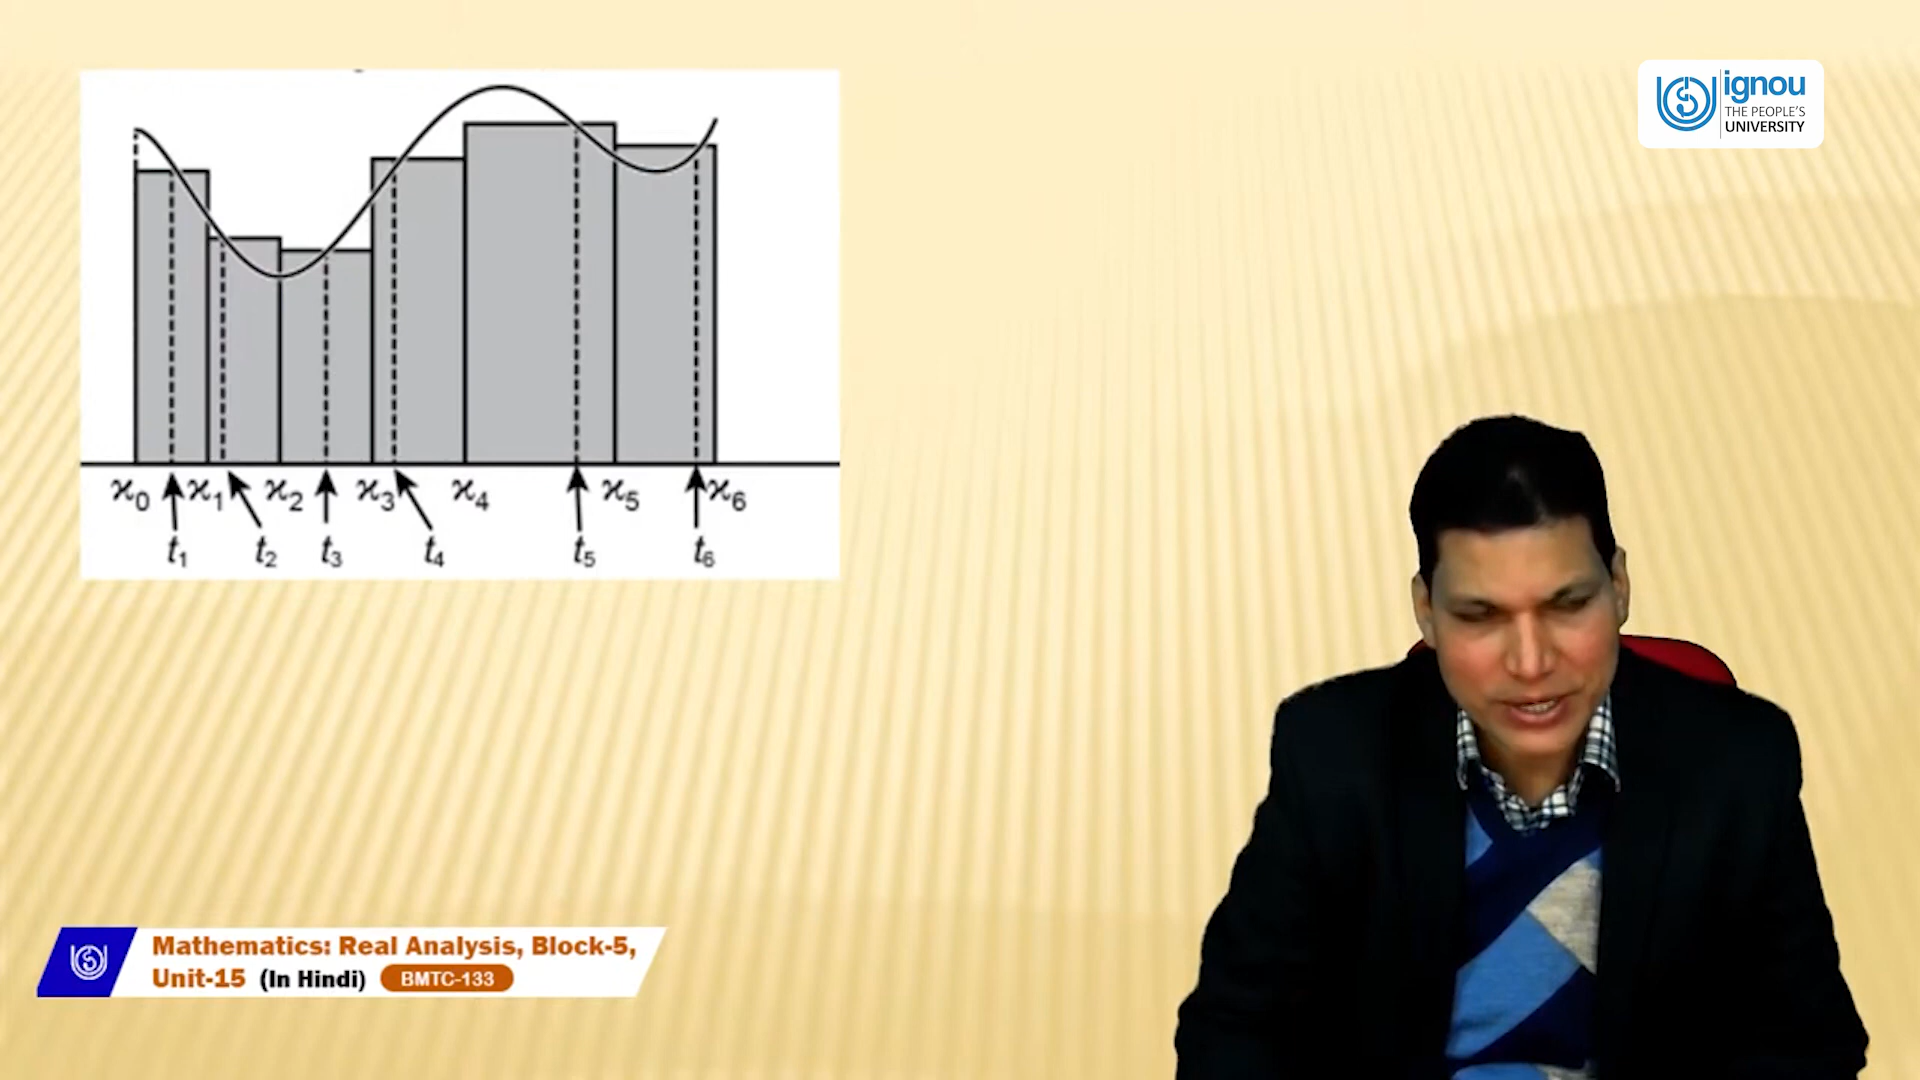 ignou
THE PEOPLE'S
UNIVERSITY
x₀ x₁ x₂ x₃ x₄ x₅ x₆
t₁ t₂ t₃ t₄ t₅ t₆
Mathematics: Real Analysis, Block-5,
Unit-15 (In Hindi) BMTC-133